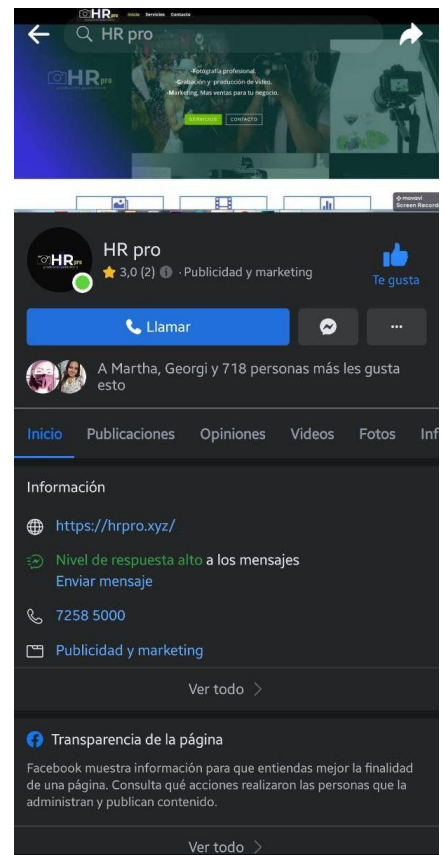 HR pro Inicio Servicios Contacto
HR pro
HR pro
-Fotografía profesional.
-Grabación y producción de video.
-Marketing, Mas ventas para tu negocio.
SERVICIOS CONTACTO
movavi
Screen Recorder
HR pro
HR pro
3,0 (2) · Publicidad y marketing
Te gusta
Llamar
A Martha, Georgi y 718 personas más les gusta
esto
Inicio Publicaciones Opiniones Videos Fotos Inf
Información
https://hrpro.xyz/
Nivel de respuesta alto a los mensajes
Enviar mensaje
7258 5000
Publicidad y marketing
Ver todo
Transparencia de la página
Facebook muestra información para que entiendas mejor la finalidad
de una página. Consulta qué acciones realizaron las personas que la
administran y publican contenido.
Ver todo